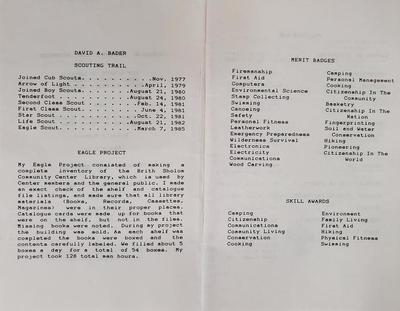 DAVID A. BADER
SCOUTING TRAIL
Joined Cub Scouts. . . . . . . . . . .Nov, 1977
Arrow of Light. . . . . . . . . . .April, 1979
Joined Boy Scouts. . . . . . . .August 21, 1980
Tenderfoot . . . . . . . . . . .August 24, 1980
Second Class Scout . . . . . . . .Feb. 14, 1981
First Class Scout. . . . . . . . .June 4, 1981
Star Scout . . . . . . . . . . . .Oct. 22, 1981
Life Scout . . . . . . . . . . .August 21, 1982
Eagle Scout. . . . . . . . . . . .March 7, 1985
EAGLE PROJECT
My Eagle Project consisted of making a
complete inventory of the Brith Sholom
Community Center Library, which is used by
Center members and the general public. I made
an exact check of the shelf and catalogue
file listings, and made sure that all library
materials (Books, Records, Cassettes,
Magazines) were in their proper places.
Catalogue cards were made up for books that
were on the shelf, but not in the files.
Missing books were noted. During my project
the building was sold. As each shelf was
completed the books were boxed and the
contents carefully labeled. We filled about 5
boxes a day for a total of 54 boxes. My
project took 128 total man hours.
MERIT BADGES
Firemanship
First Aid
Computers
Environmental Science
Stamp Collecting
Swimming
Canoeing
Safety
Personal Fitness
Leatherwork
Emergency Preparedness
Wilderness Survival
Electronics
Electricity
Communications
Wood Carving
Camping
Personal Management
Cooking
Citizenship In The
Community
Basketry
Citizenship In The
Nation
Fingerprinting
Soil and Water
Conservation
Hiking
Pioneering
Citizenship In The
World
SKILL AWARDS
Camping
Citizenship
Communications
Community Living
Conservation
Cooking
Environment
Family Living
First Aid
Hiking
Physical Fitness
Swimming